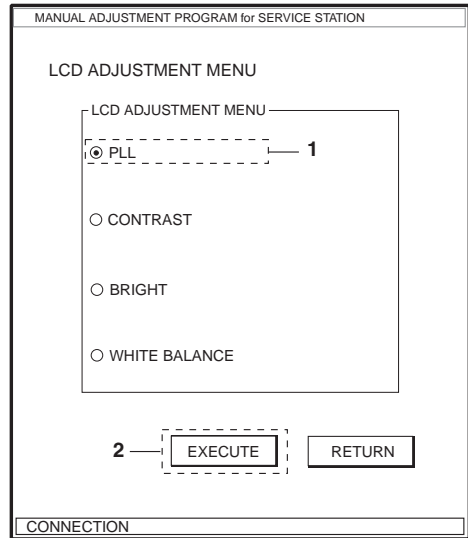 MANUAL ADJUSTMENT PROGRAM for SERVICE STATION
LCD ADJUSTMENT MENU
LCD ADJUSTMENT MENU
PLL
1
CONTRAST
BRIGHT
WHITE BALANCE
2
EXECUTE
RETURN
CONNECTION